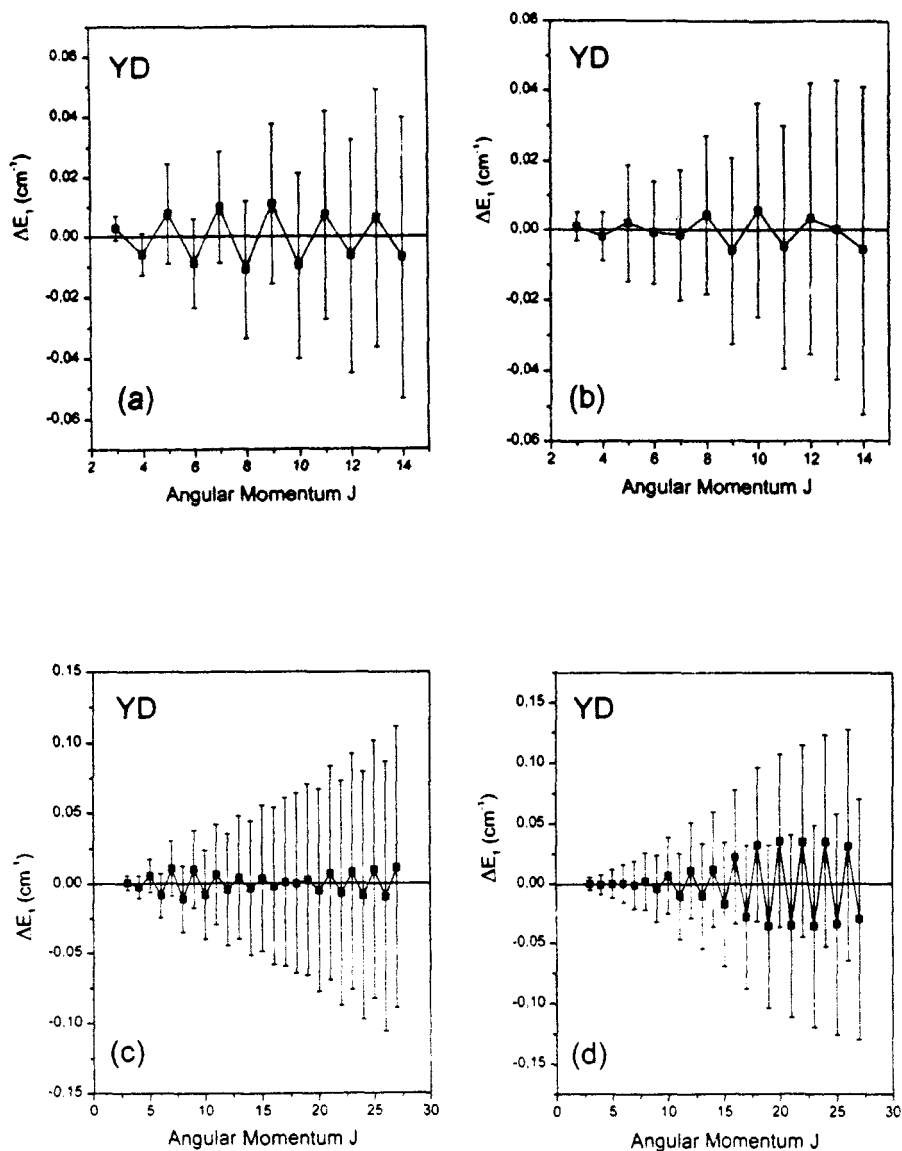 YD
0.06
0.04
0.02
0.00
-0.02
-0.04
-0.06
ΔE₁ (cm⁻¹)
(a)
2 4 6 8 10 12 14
Angular Momentum J
YD
0.06
0.04
0.02
0.00
-0.02
-0.04
-0.06
ΔE₁ (cm⁻¹)
(b)
2 4 6 8 10 12 14
Angular Momentum J
YD
0.15
0.10
0.05
0.00
-0.05
-0.10
-0.15
ΔE₁ (cm⁻¹)
(c)
0 5 10 15 20 25 30
Angular Momentum J
YD
0.15
0.10
0.05
0.00
-0.05
-0.10
-0.15
ΔE₁ (cm⁻¹)
(d)
0 5 10 15 20 25 30
Angular Momentum J